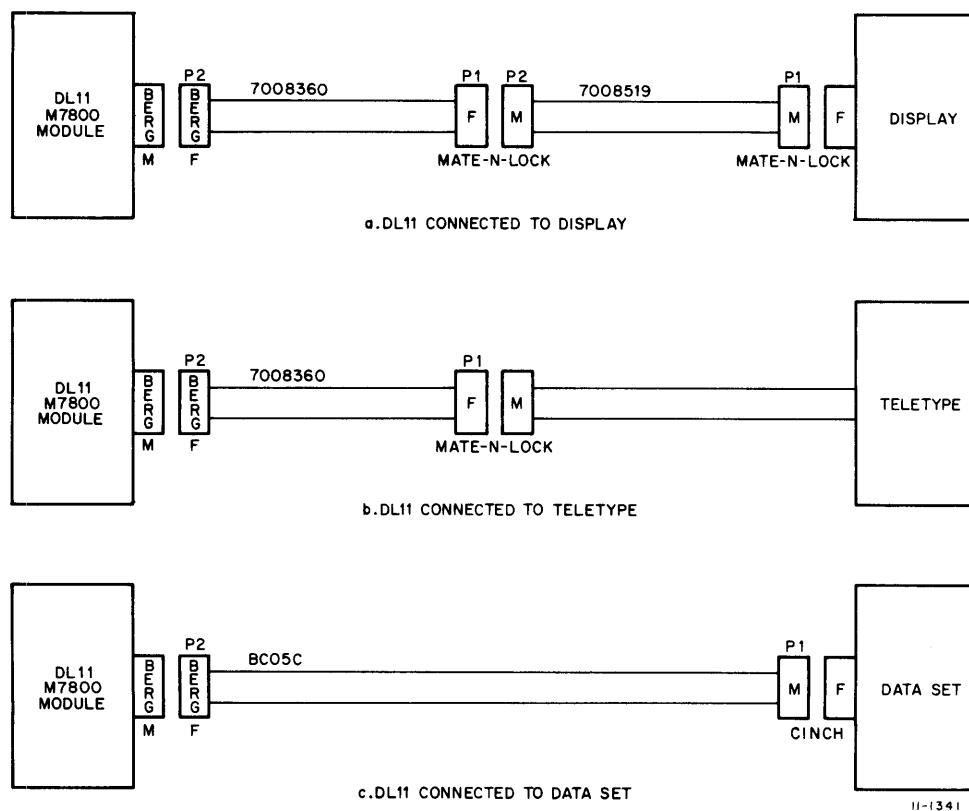 DL11
M7800
MODULE
BERG
M
P2
BERG
F
7008360
P1
F
P2
M
MATE-N-LOCK
7008519
P1
M
F
MATE-N-LOCK
DISPLAY
a.DL11 CONNECTED TO DISPLAY
DL11
M7800
MODULE
BERG
M
P2
BERG
F
7008360
P1
F
M
MATE-N-LOCK
TELETYPE
b.DL11 CONNECTED TO TELETYPE
DL11
M7800
MODULE
BERG
M
P2
BERG
F
BC05C
P1
M
F
CINCH
DATA SET
c.DL11 CONNECTED TO DATA SET
11-1341